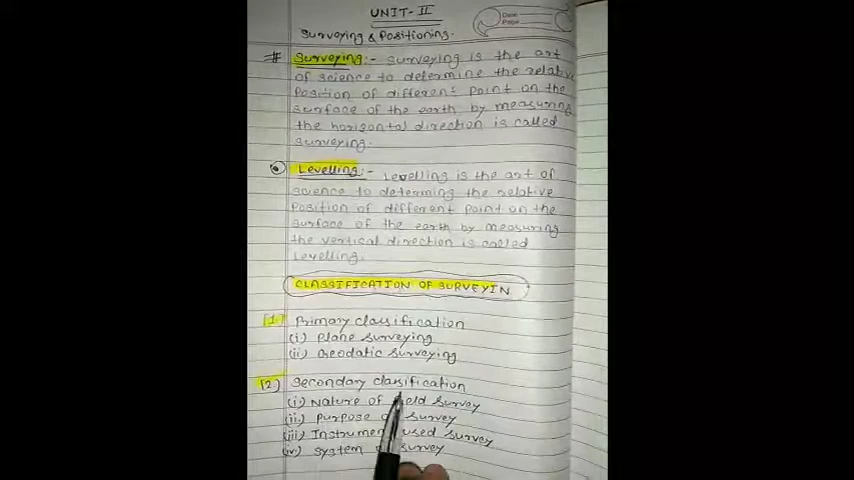 UNIT-II
Date
Page
Surveying & Positioning.
# Surveying:- Surveying is the art
of science to determine the relative
Position of different point on the
surface of the earth by measuring
the horizontal direction is called
surveying.
Levelling:- Levelling is the art of
science to determing the relative
Position of different point on the
surface of the earth by measuring
the vertical direction is called
Levelling.
CLASSIFICATION OF SURVEYIN
[1] Primary classification
(i) Plane surveying
(ii) Geodatic surveying
[2] Secondary classification
(i) Nature of field survey
(ii) Purpose of survey
(iii) Instrument used survey
(iv) System survey